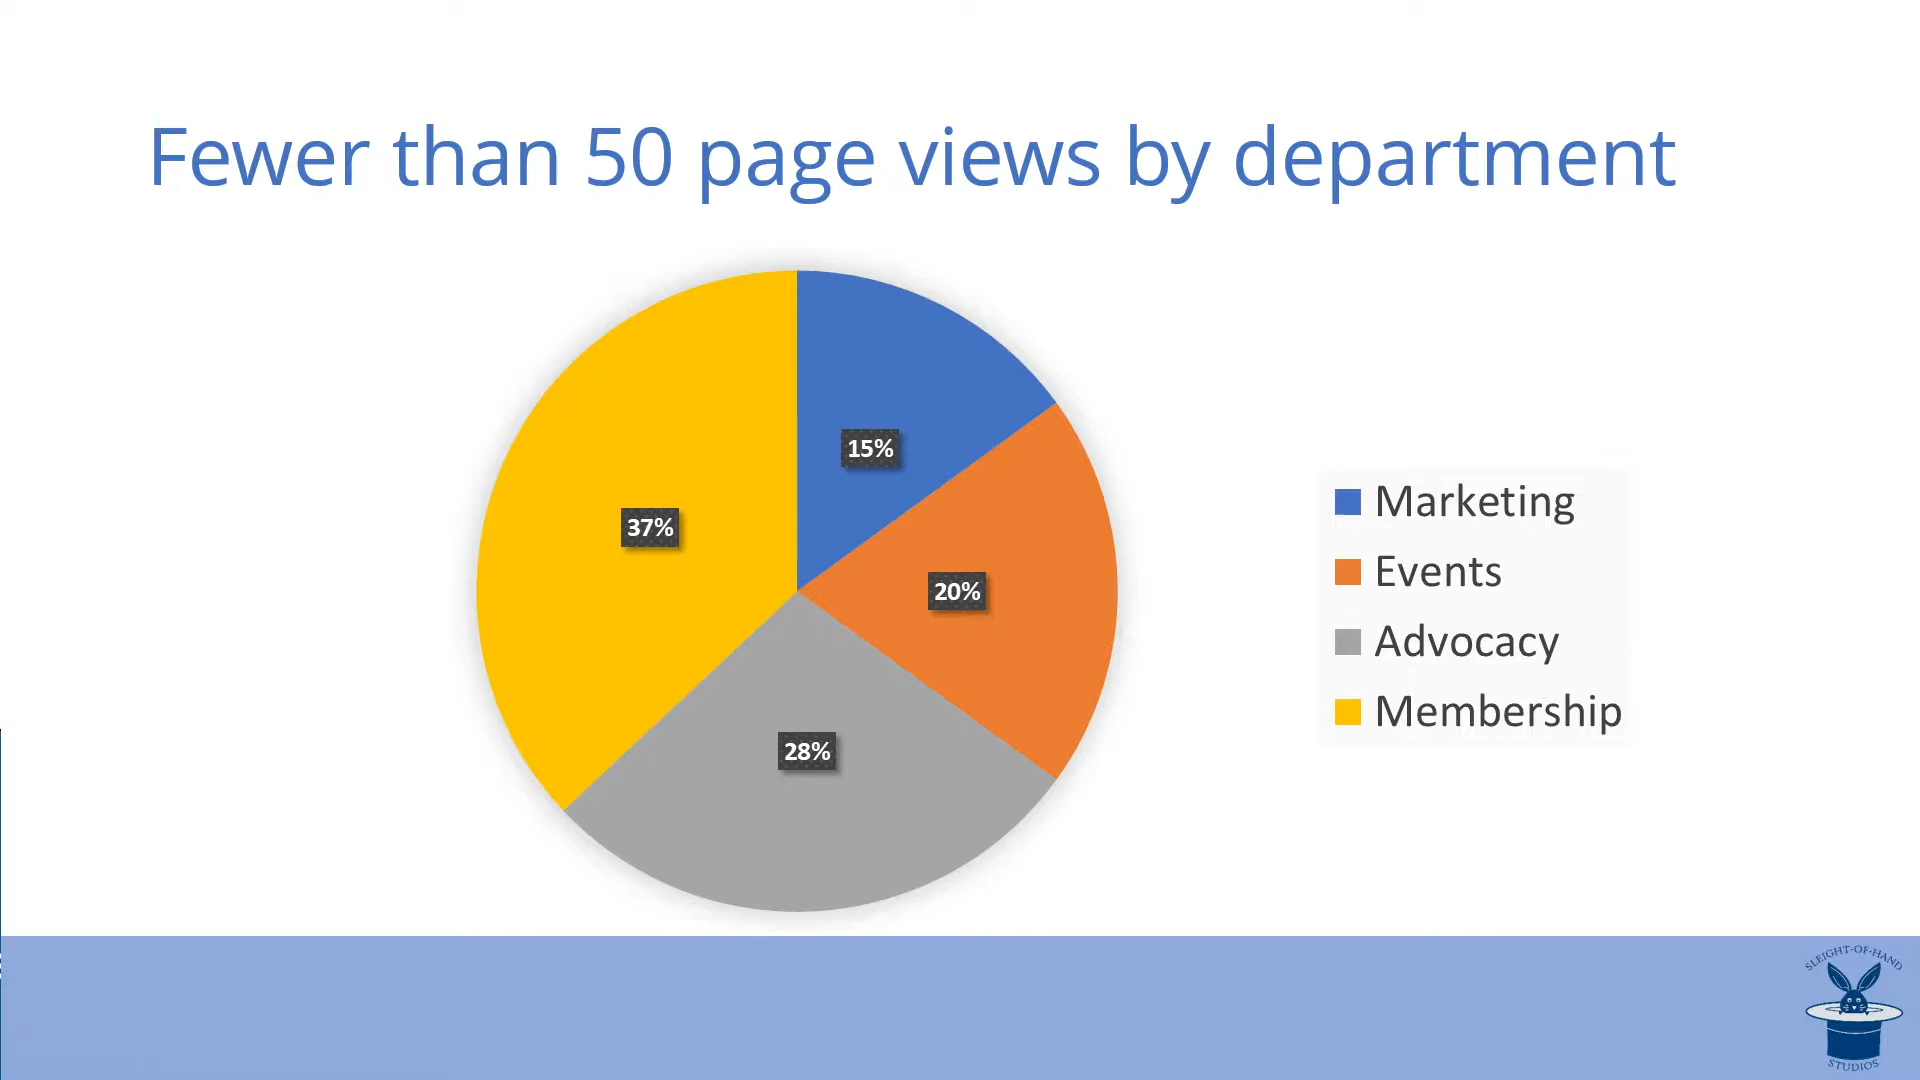 Fewer than 50 page views by department
15%
37%
20%
28%
Marketing
Events
Advocacy
Membership
SLEIGHT-OF-HAND
STUDIOS